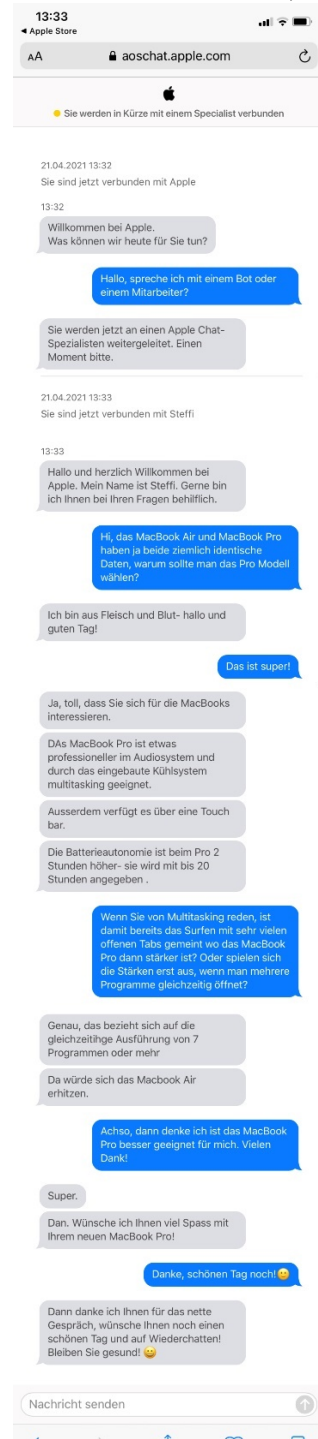 13:33
◀ Apple Store
AA
aoschat.apple.com
Sie werden in Kürze mit einem Specialist verbunden
21.04.2021 13:32
Sie sind jetzt verbunden mit Apple
13:32
Willkommen bei Apple.
Was können wir heute für Sie tun?
Hallo, spreche ich mit einem Bot oder
einem Mitarbeiter?
Sie werden jetzt an einen Apple Chat-
Spezialisten weitergeleitet. Einen
Moment bitte.
21.04.2021 13:33
Sie sind jetzt verbunden mit Steffi
13:33
Hallo und herzlich Willkommen bei
Apple. Mein Name ist Steffi. Gerne bin
ich Ihnen bei Ihren Fragen behilflich.
Hi, das MacBook Air und MacBook Pro
haben ja beide ziemlich identische
Daten, warum sollte man das Pro Modell
wählen?
Ich bin aus Fleisch und Blut- hallo und
guten Tag!
Das ist super!
Ja, toll, dass Sie sich für die MacBooks
interessieren.
DAs MacBook Pro ist etwas
professioneller im Audiosystem und
durch das eingebaute Kühlsystem
multitasking geeignet.
Ausserdem verfügt es über eine Touch
bar.
Die Batterieautonomie ist beim Pro 2
Stunden höher- sie wird mit bis 20
Stunden angegeben .
Wenn Sie von Multitasking reden, ist
damit bereits das Surfen mit sehr vielen
offenen Tabs gemeint wo das MacBook
Pro dann stärker ist? Oder spielen sich
die Stärken erst aus, wenn man mehrere
Programme gleichzeitig öffnet?
Genau, das bezieht sich auf die
gleichzeitihge Ausführung von 7
Programmen oder mehr
Da würde sich das Macbook Air
erhitzen.
Achso, dann denke ich ist das MacBook
Pro besser geeignet für mich. Vielen
Dank!
Super.
Dan. Wünsche ich Ihnen viel Spass mit
Ihrem neuen MacBook Pro!
Danke, schönen Tag noch!🙂
Dann danke ich Ihnen für das nette
Gespräch, wünsche Ihnen noch einen
schönen Tag und auf Wiederchatten!
Bleiben Sie gesund! 😀
Nachricht senden